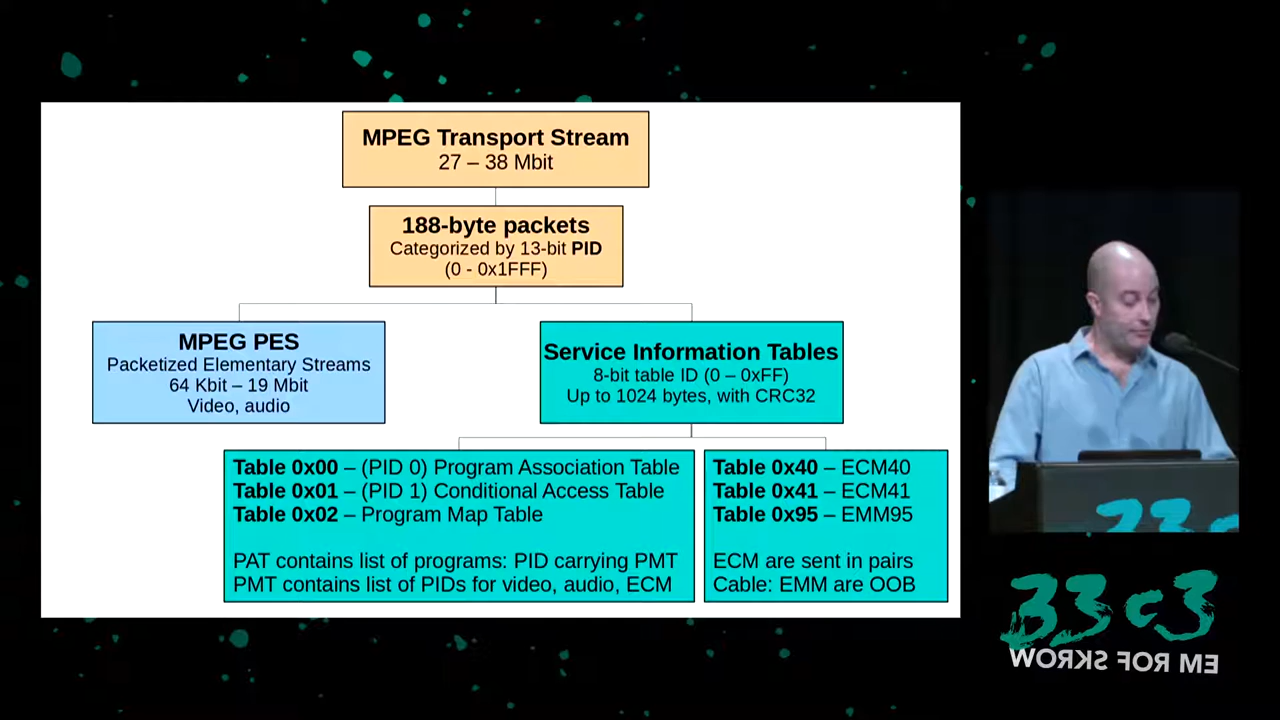 MPEG Transport Stream
27 – 38 Mbit
188-byte packets
Categorized by 13-bit PID
(0 - 0x1FFF)
MPEG PES
Packetized Elementary Streams
64 Kbit – 19 Mbit
Video, audio
Service Information Tables
8-bit table ID (0 – 0xFF)
Up to 1024 bytes, with CRC32
Table 0x00 – (PID 0) Program Association Table
Table 0x01 – (PID 1) Conditional Access Table
Table 0x02 – Program Map Table
PAT contains list of programs: PID carrying PMT
PMT contains list of PIDs for video, audio, ECM
Table 0x40 – ECM40
Table 0x41 – ECM41
Table 0x95 – EMM95
ECM are sent in pairs
Cable: EMM are OOB
33c3
33c3
WORKS FOR ME